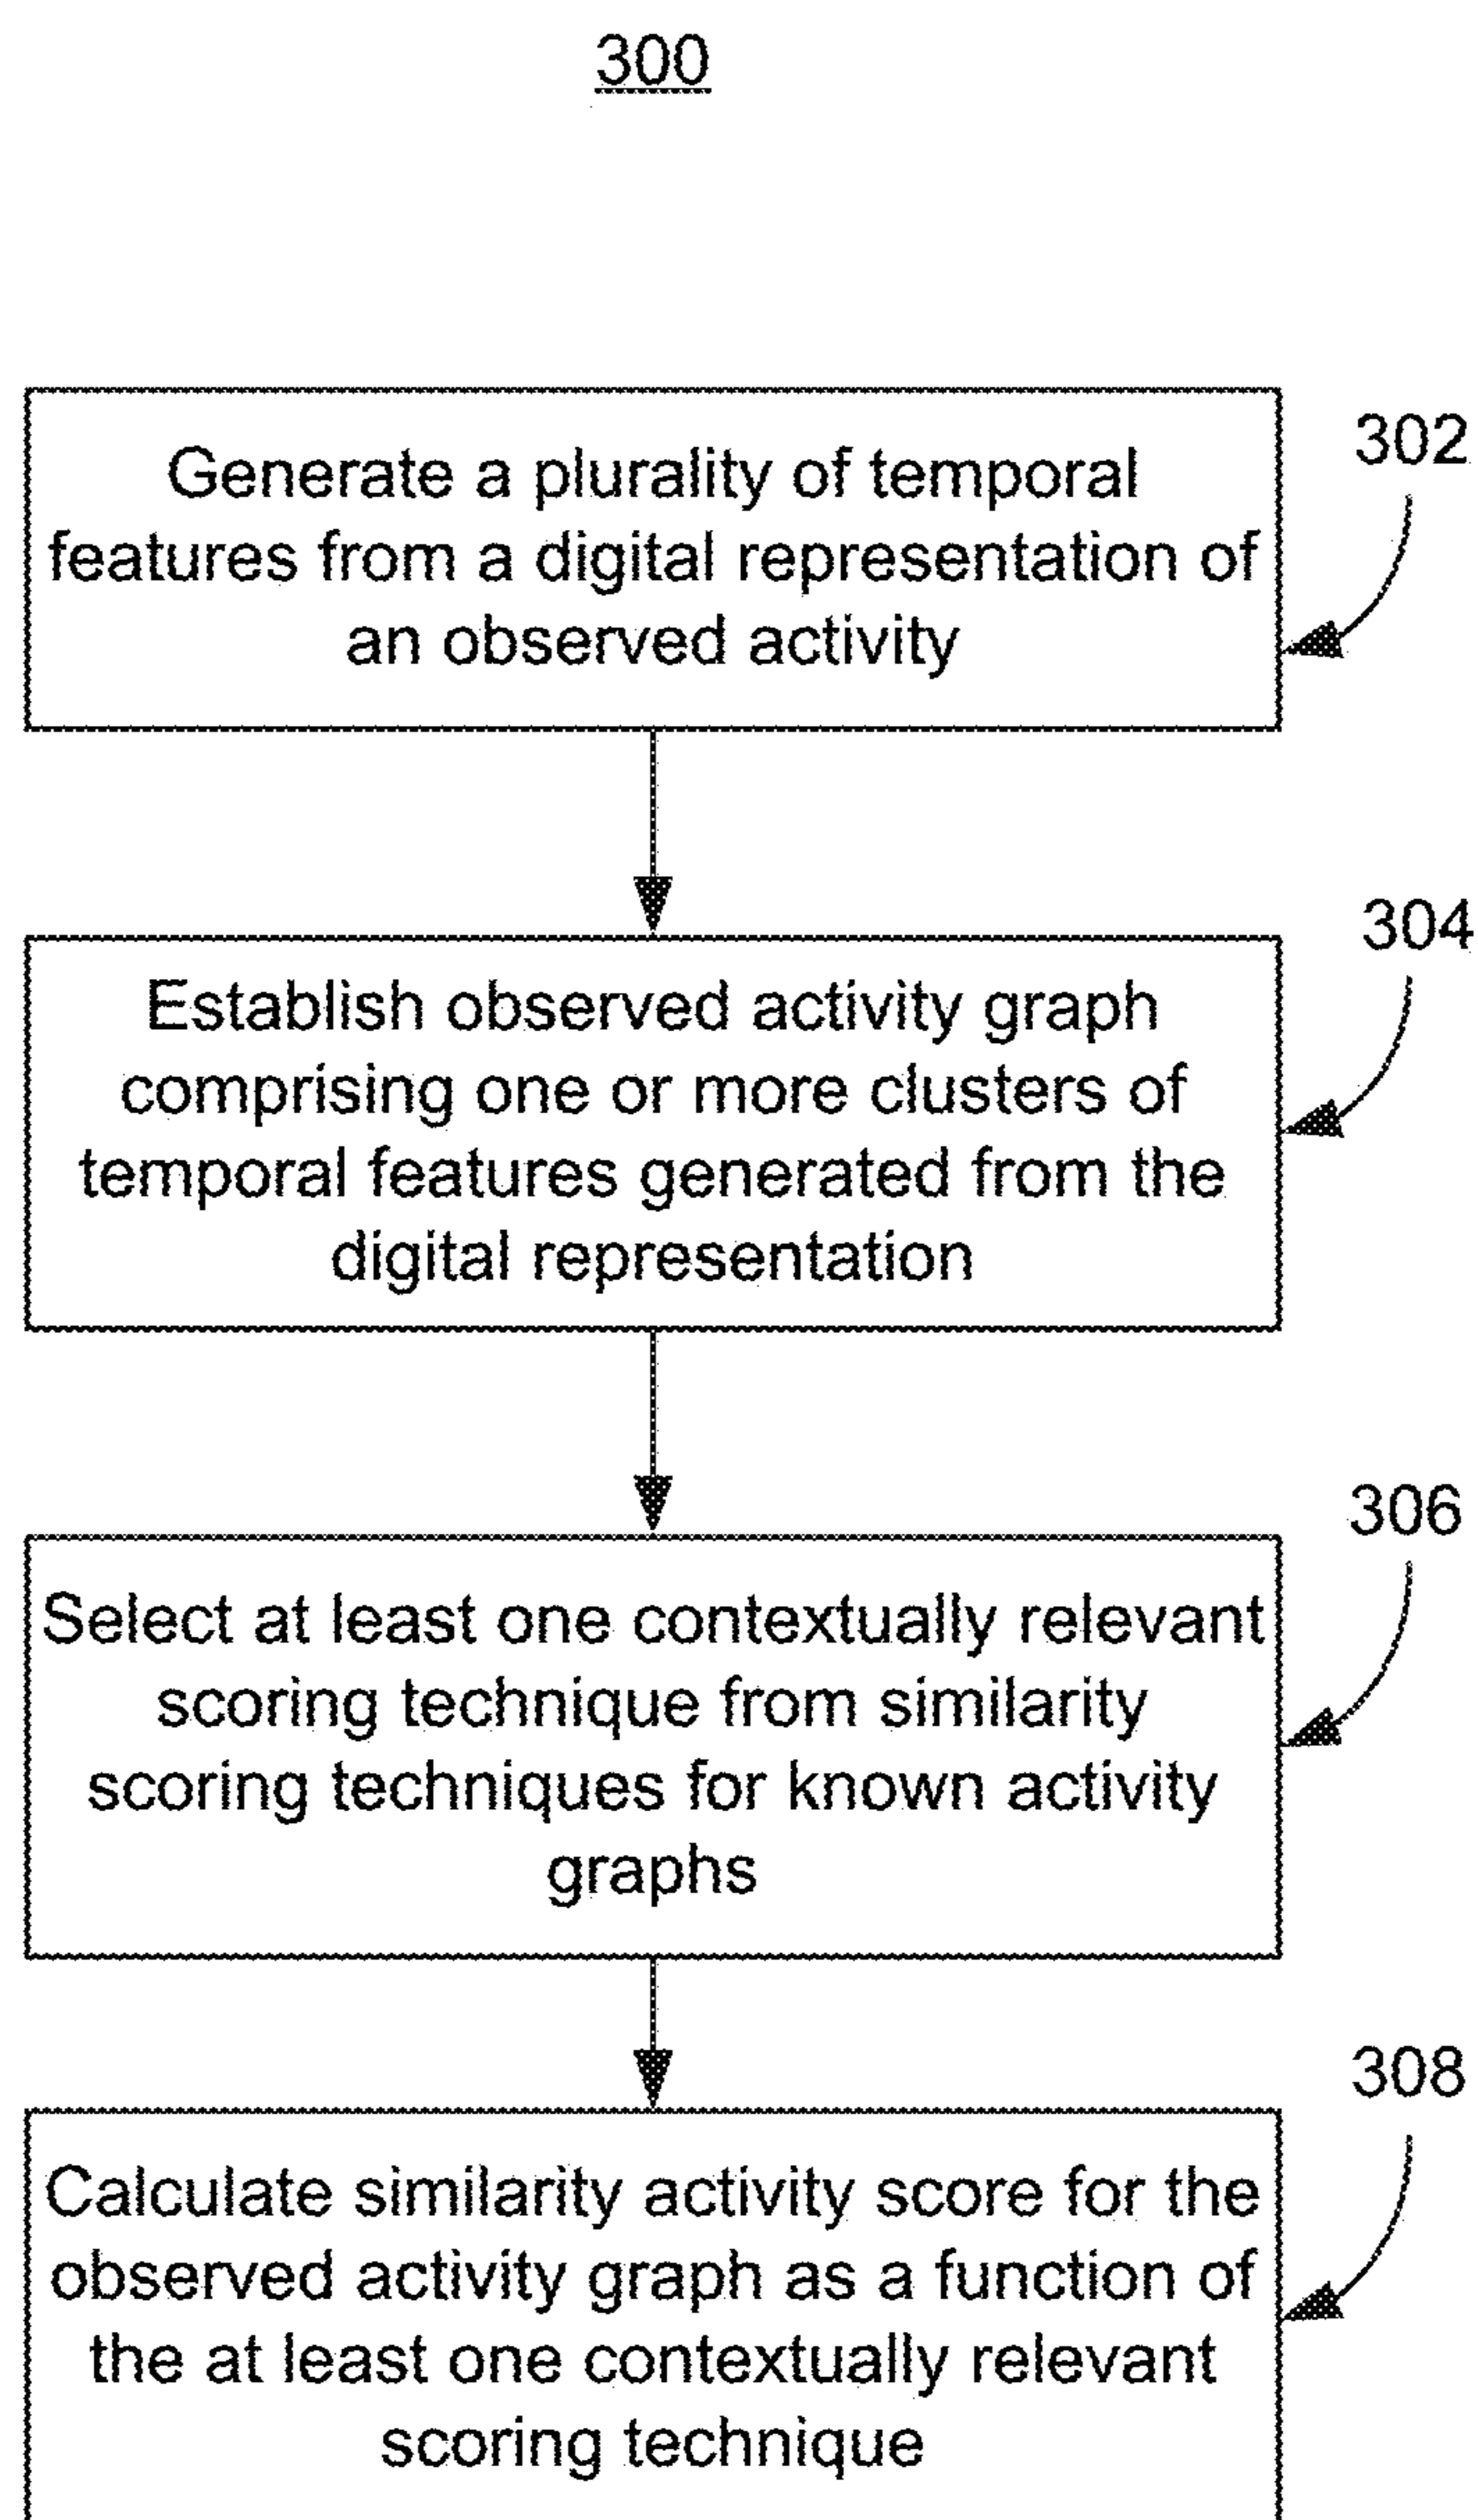 300
302
Generate a plurality of temporal
features from a digital representation of
an observed activity
304
Establish observed activity graph
comprising one or more clusters of
temporal features generated from the
digital representation
306
Select at least one contextually relevant
scoring technique from similarity
scoring techniques for known activity
graphs
308
Calculate similarity activity score for the
observed activity graph as a function of
the at least one contextually relevant
scoring technique